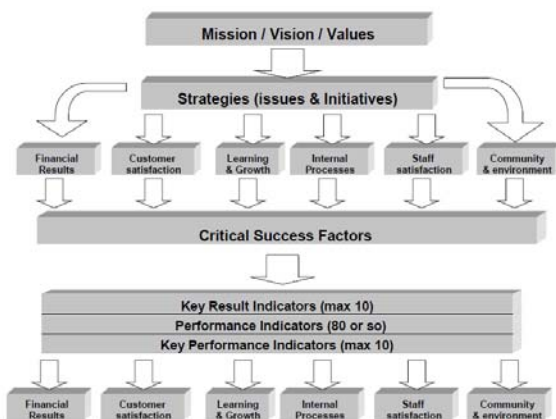 Mission / Vision / Values
Strategies (issues & Initiatives)
Financial
Results
Customer
satisfaction
Learning
& Growth
Internal
Processes
Staff
satisfaction
Community
& environment
Critical Success Factors
Key Result Indicators (max 10)
Performance Indicators (80 or so)
Key Performance Indicators (max 10)
Financial
Results
Customer
satisfaction
Learning
& Growth
Internal
Processes
Staff
satisfaction
Community
& environment